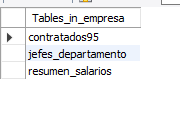 Tables_in_empresa
contratados95
jefes_departamento
resumen_salarios